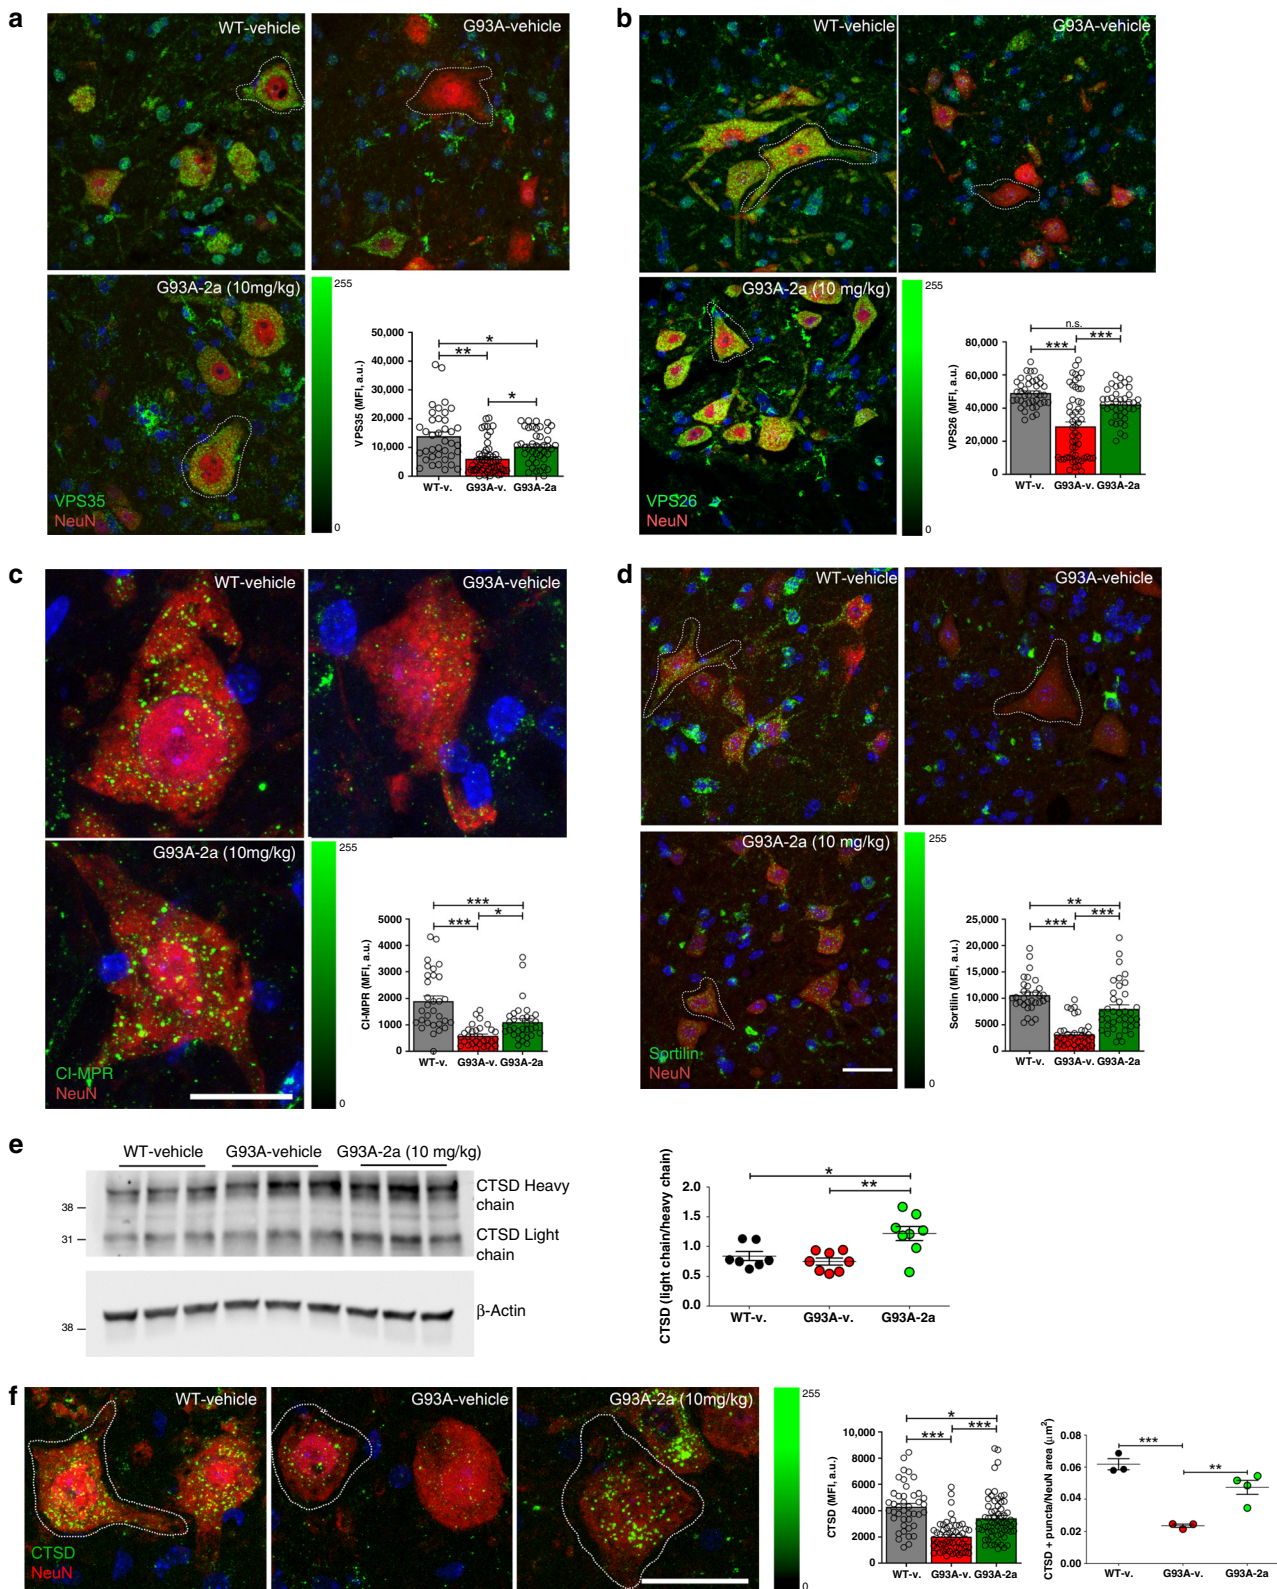 a
WT-vehicle
G93A-vehicle
G93A-2a (10mg/kg)
VPS35
NeuN
255
0
50,000
40,000
30,000
20,000
10,000
0
VPS35 (MFI, a.u.)
*
**
*
WT-v.
G93A-v.
G93A-2a
b
WT-vehicle
G93A-vehicle
G93A-2a (10 mg/kg)
VPS26
NeuN
255
0
80,000
60,000
40,000
20,000
0
VPS26 (MFI, a.u.)
n.s.
***
***
WT-v.
G93A-v.
G93A-2a
c
WT-vehicle
G93A-vehicle
G93A-2a (10mg/kg)
CI-MPR
NeuN
255
0
5000
4000
3000
2000
1000
0
CI-MPR (MFI, a.u.)
***
***
*
WT-v.
G93A-v.
G93A-2a
d
WT-vehicle
G93A-vehicle
G93A-2a (10 mg/kg)
Sortilin
NeuN
255
0
25,000
20,000
15,000
10,000
5000
0
Sortilin (MFI, a.u.)
**
***
***
WT-v.
G93A-v.
G93A-2a
e
WT-vehicle
G93A-vehicle
G93A-2a (10 mg/kg)
CTSD Heavy
chain
38
31
CTSD Light
chain
β-Actin
38
CTSD (light chain/heavy chain)
2.0
1.5
1.0
0.5
0.0
*
**
WT-v.
G93A-v.
G93A-2a
f
WT-vehicle
G93A-vehicle
G93A-2a (10mg/kg)
CTSD
NeuN
255
0
10,000
8000
6000
4000
2000
0
CTSD (MFI, a.u.)
*
***
***
WT-v.
G93A-v.
G93A-2a
CTSD + puncta/NeuN area (μm²)
0.08
0.06
0.04
0.02
0.00
***
**
WT-v.
G93A-v.
G93A-2a